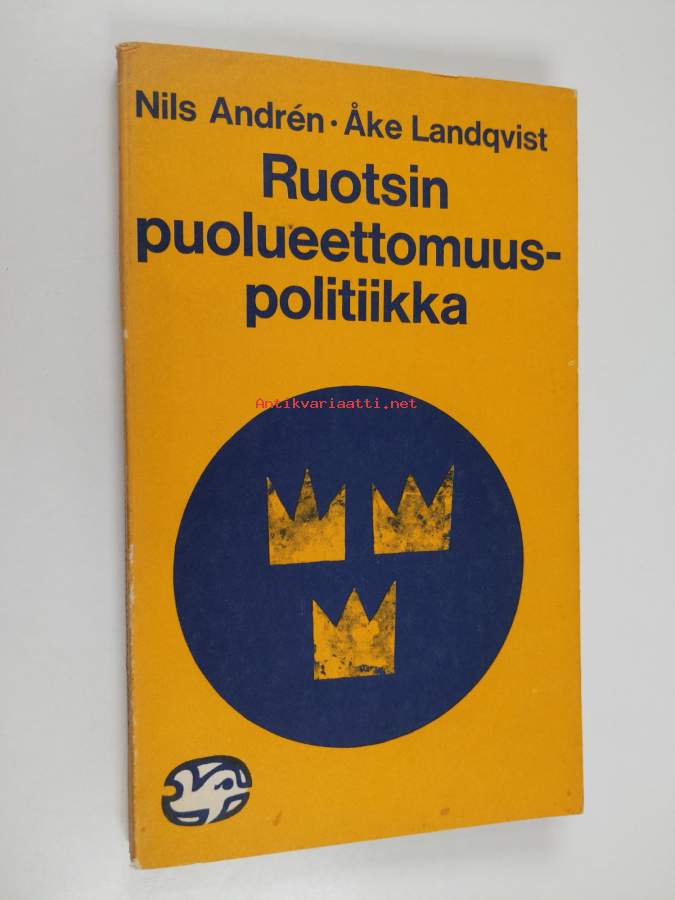 Nils Andrén · Åke Landqvist
Ruotsin
puolueettomuus-
politiikka
Antikvariaatti.net